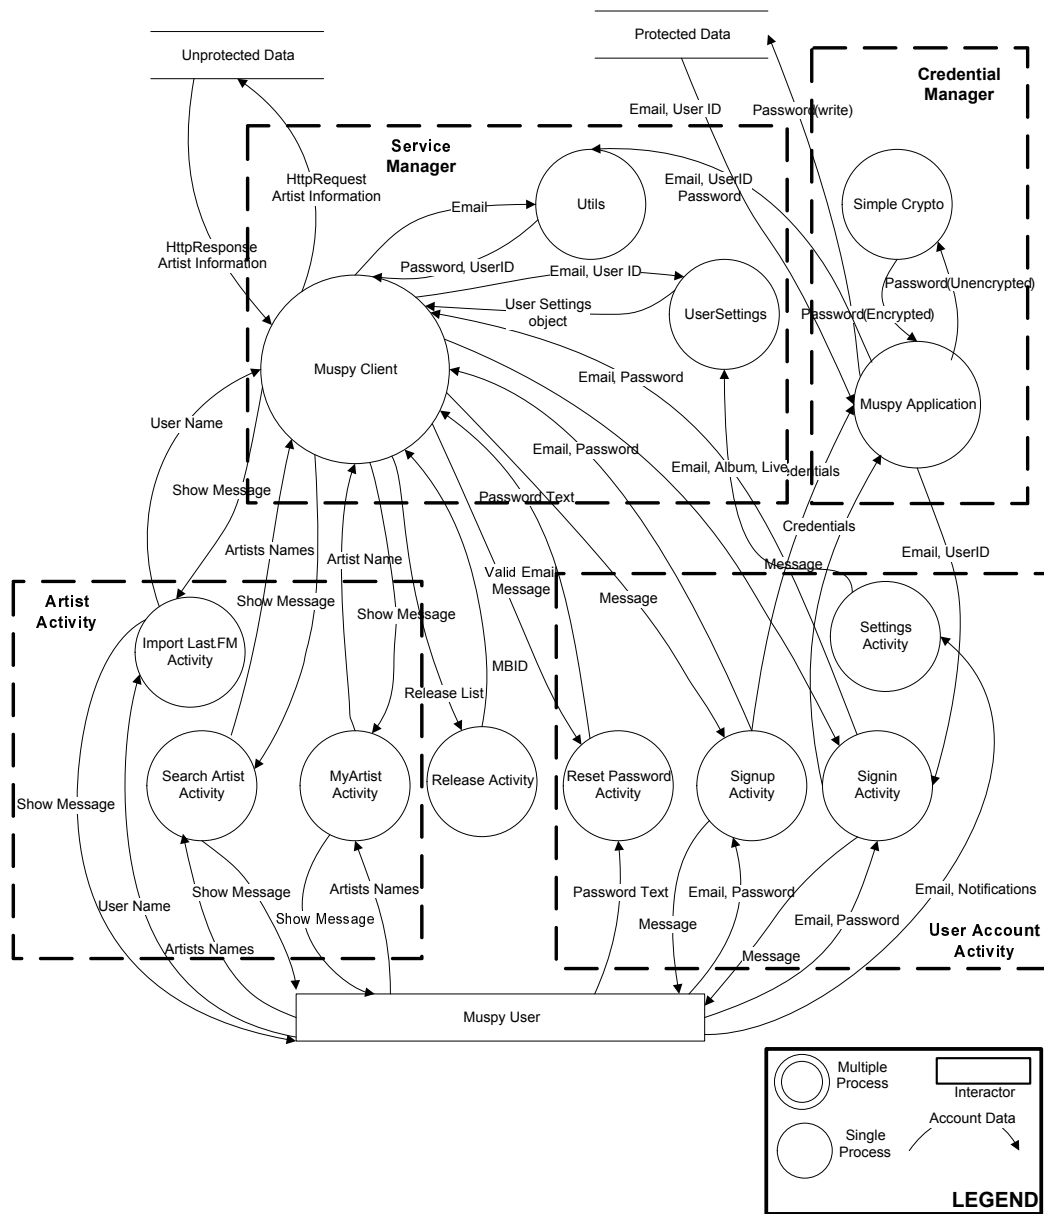 Unprotected Data
Protected Data
Credential
Manager
Email, User ID
Password(write)
Service
Manager
HttpRequest
Artist Information
Email
Utils
Email, UserID
Password
Simple Crypto
HttpResponse
Artist Information
Password, UserID
Email, User ID
Password(Unencrypted)
User Settings
object
UserSettings
Password(Encrypted)
Muspy Client
Email, Password
Muspy Application
User Name
Email, Password
Show Message
Email, Album, Live
edentials
Password Text
Credentials
Artists Names
Artist Name
Email, UserID
Show Message
Valid Email
Message
Message
Message
Artist
Activity
Show Message
Settings
Activity
Import Last.FM
Activity
MBID
Release List
Search Artist
Activity
MyArtist
Activity
Release Activity
Reset Password
Activity
Signup
Activity
Signin
Activity
Show Message
User Name
Show Message
Artists Names
Show Message
Artists Names
Password Text
Email, Password
Message
Email, Password
Message
Email, Notifications
User Account
Activity
Muspy User
Multiple
Process
Interactor
Account Data
Single
Process
LEGEND